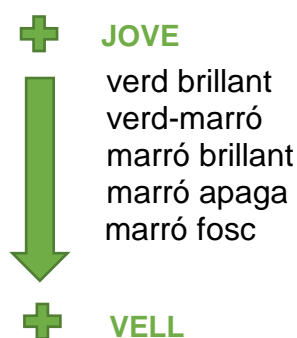 JOVE
verd brillant
verd-marró
marró brillant
marró apaga
marró fosc
VELL